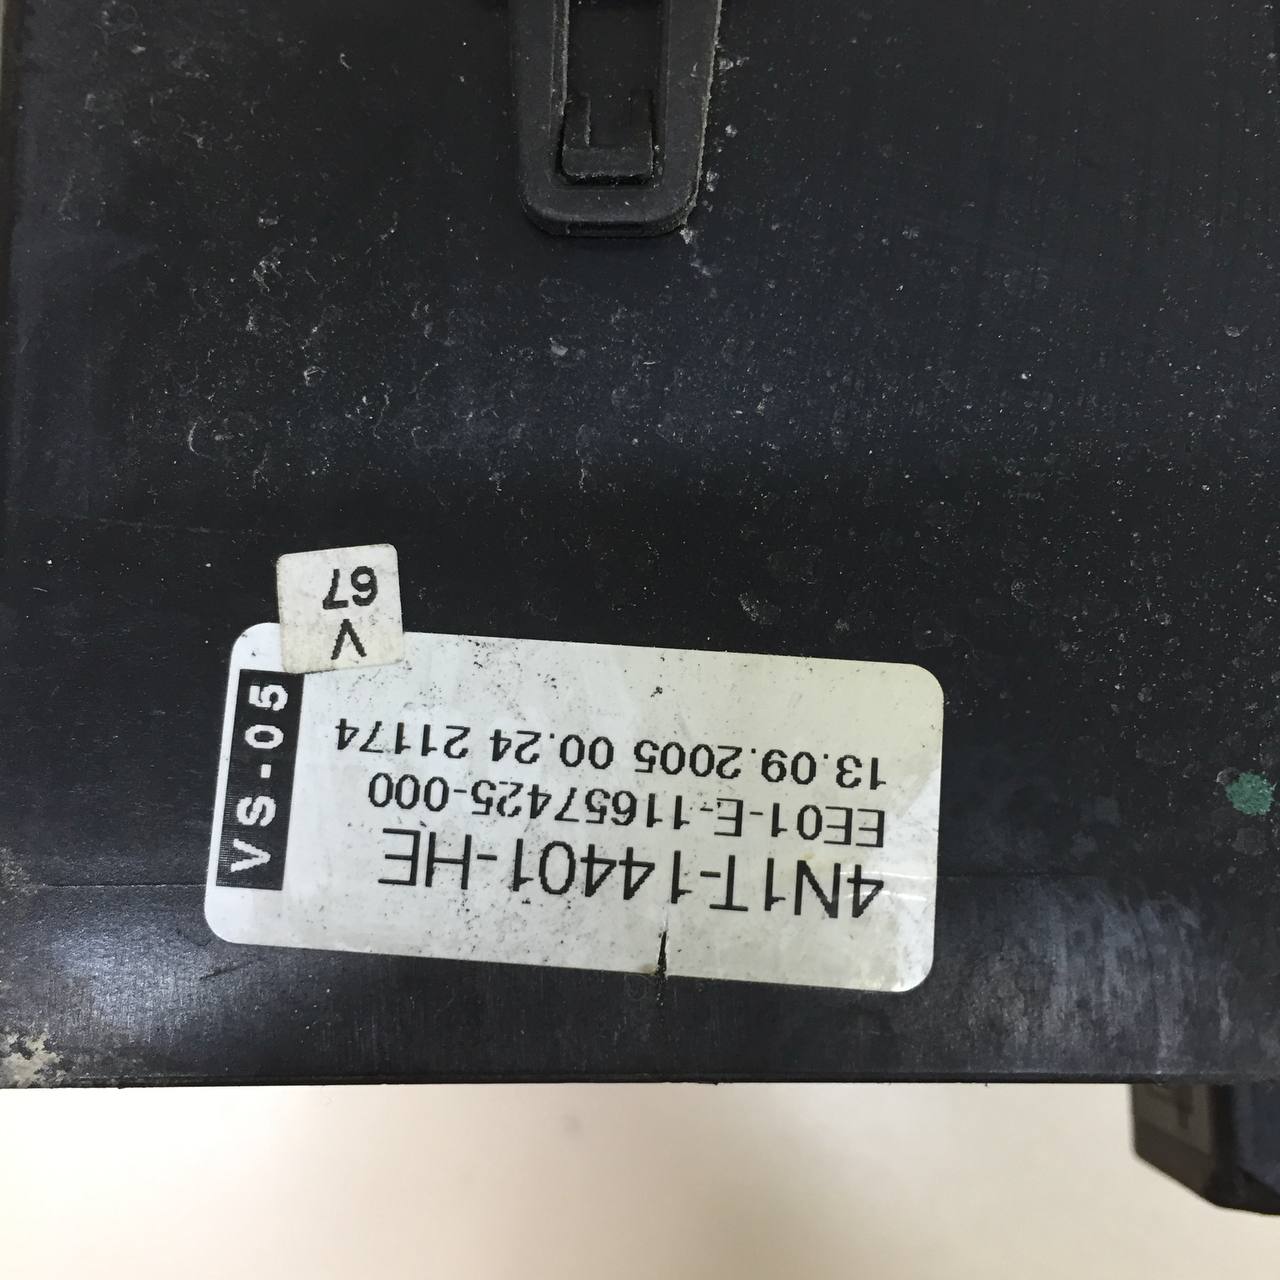 4N1T-14401-HE
EE01-E-11657425-000
13.09.2005 00.24 21174
VS-05
V
67